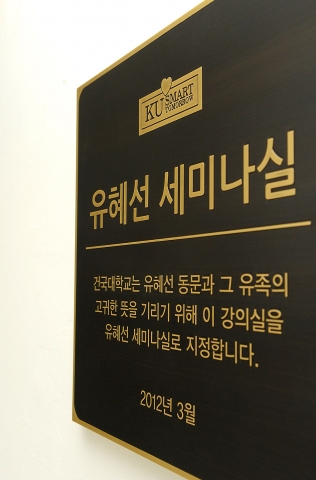 KU SMART
TOMORROW
유혜선 세미나실
건국대학교는 유혜선 동문과 그 유족의
고귀한 뜻을 기리기 위해 이 강의실을
유혜선 세미나실로 지정합니다.
2012년 3월